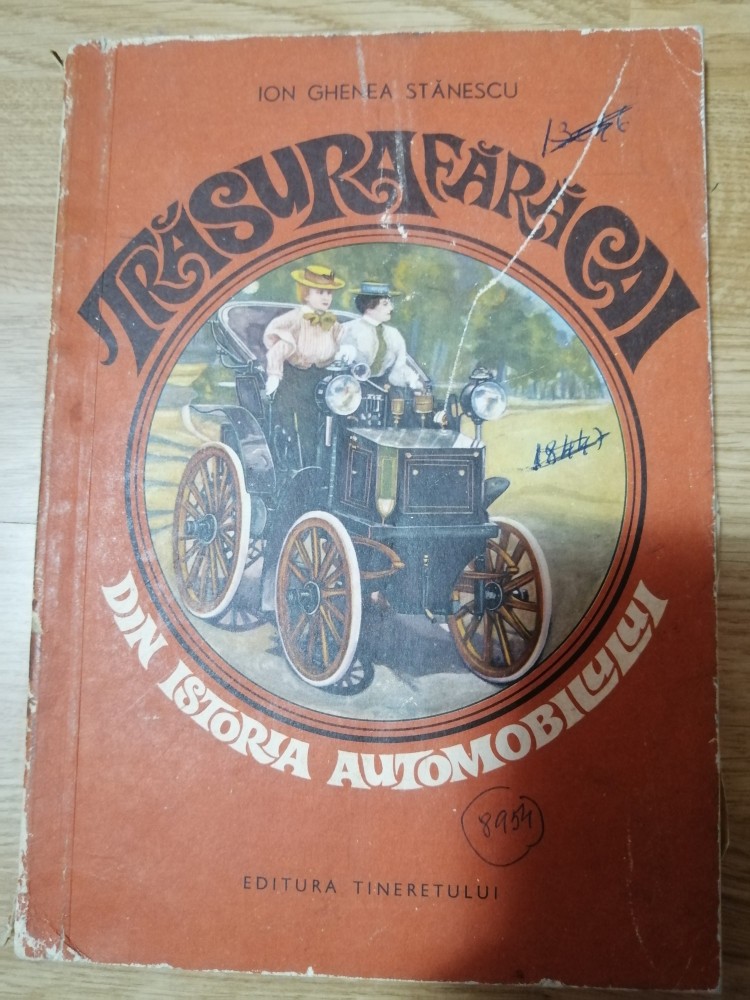 ION GHENEA STĂNESCU
TRĂSURA FĂRĂ CAI
DIN ISTORIA AUTOMOBILULUI
8954
EDITURA TINERETULUI